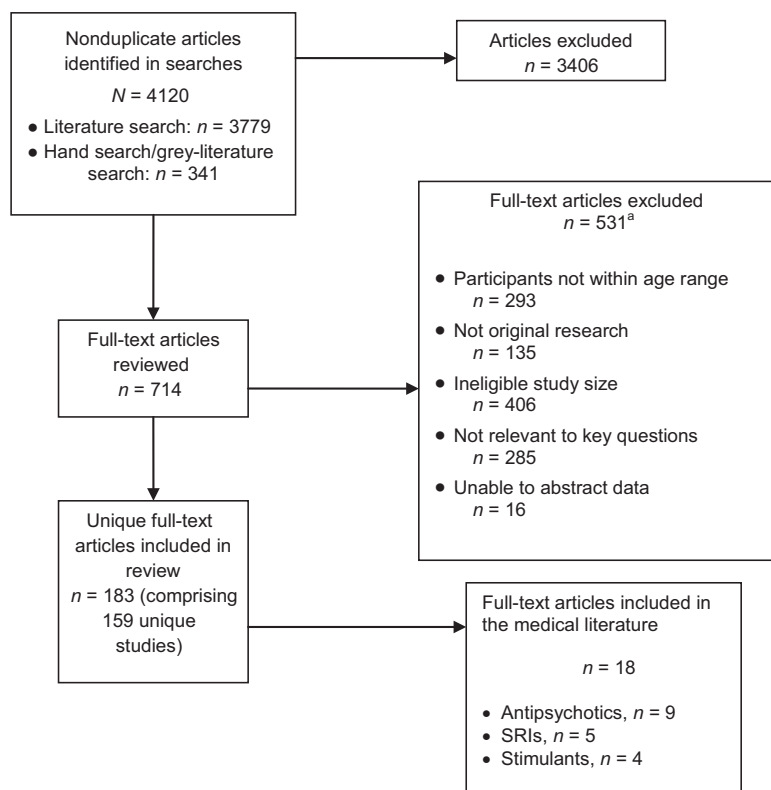 Nonduplicate articles
identified in searches
N = 4120
● Literature search: n = 3779
● Hand search/grey-literature
search: n = 341
Articles excluded
n = 3406
Full-text articles excluded
n = 531a
● Participants not within age range
n = 293
● Not original research
n = 135
● Ineligible study size
n = 406
● Not relevant to key questions
n = 285
● Unable to abstract data
n = 16
Full-text articles
reviewed
n = 714
Unique full-text
articles included in
review
n = 183 (comprising
159 unique
studies)
Full-text articles included in
the medical literature
n = 18
• Antipsychotics, n = 9
• SRIs, n = 5
• Stimulants, n = 4